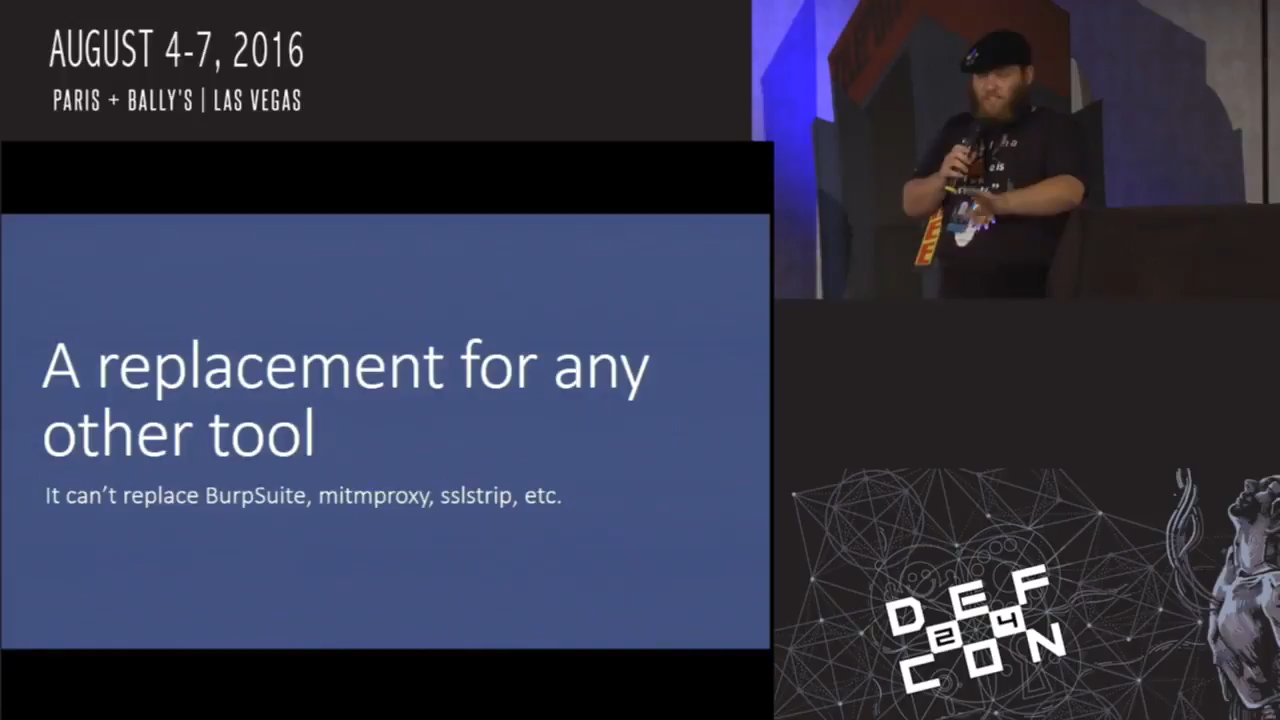 AUGUST 4-7, 2016
PARIS + BALLY'S | LAS VEGAS
A replacement for any
other tool
It can't replace BurpSuite, mitmproxy, sslstrip, etc.
DEF
24
CON